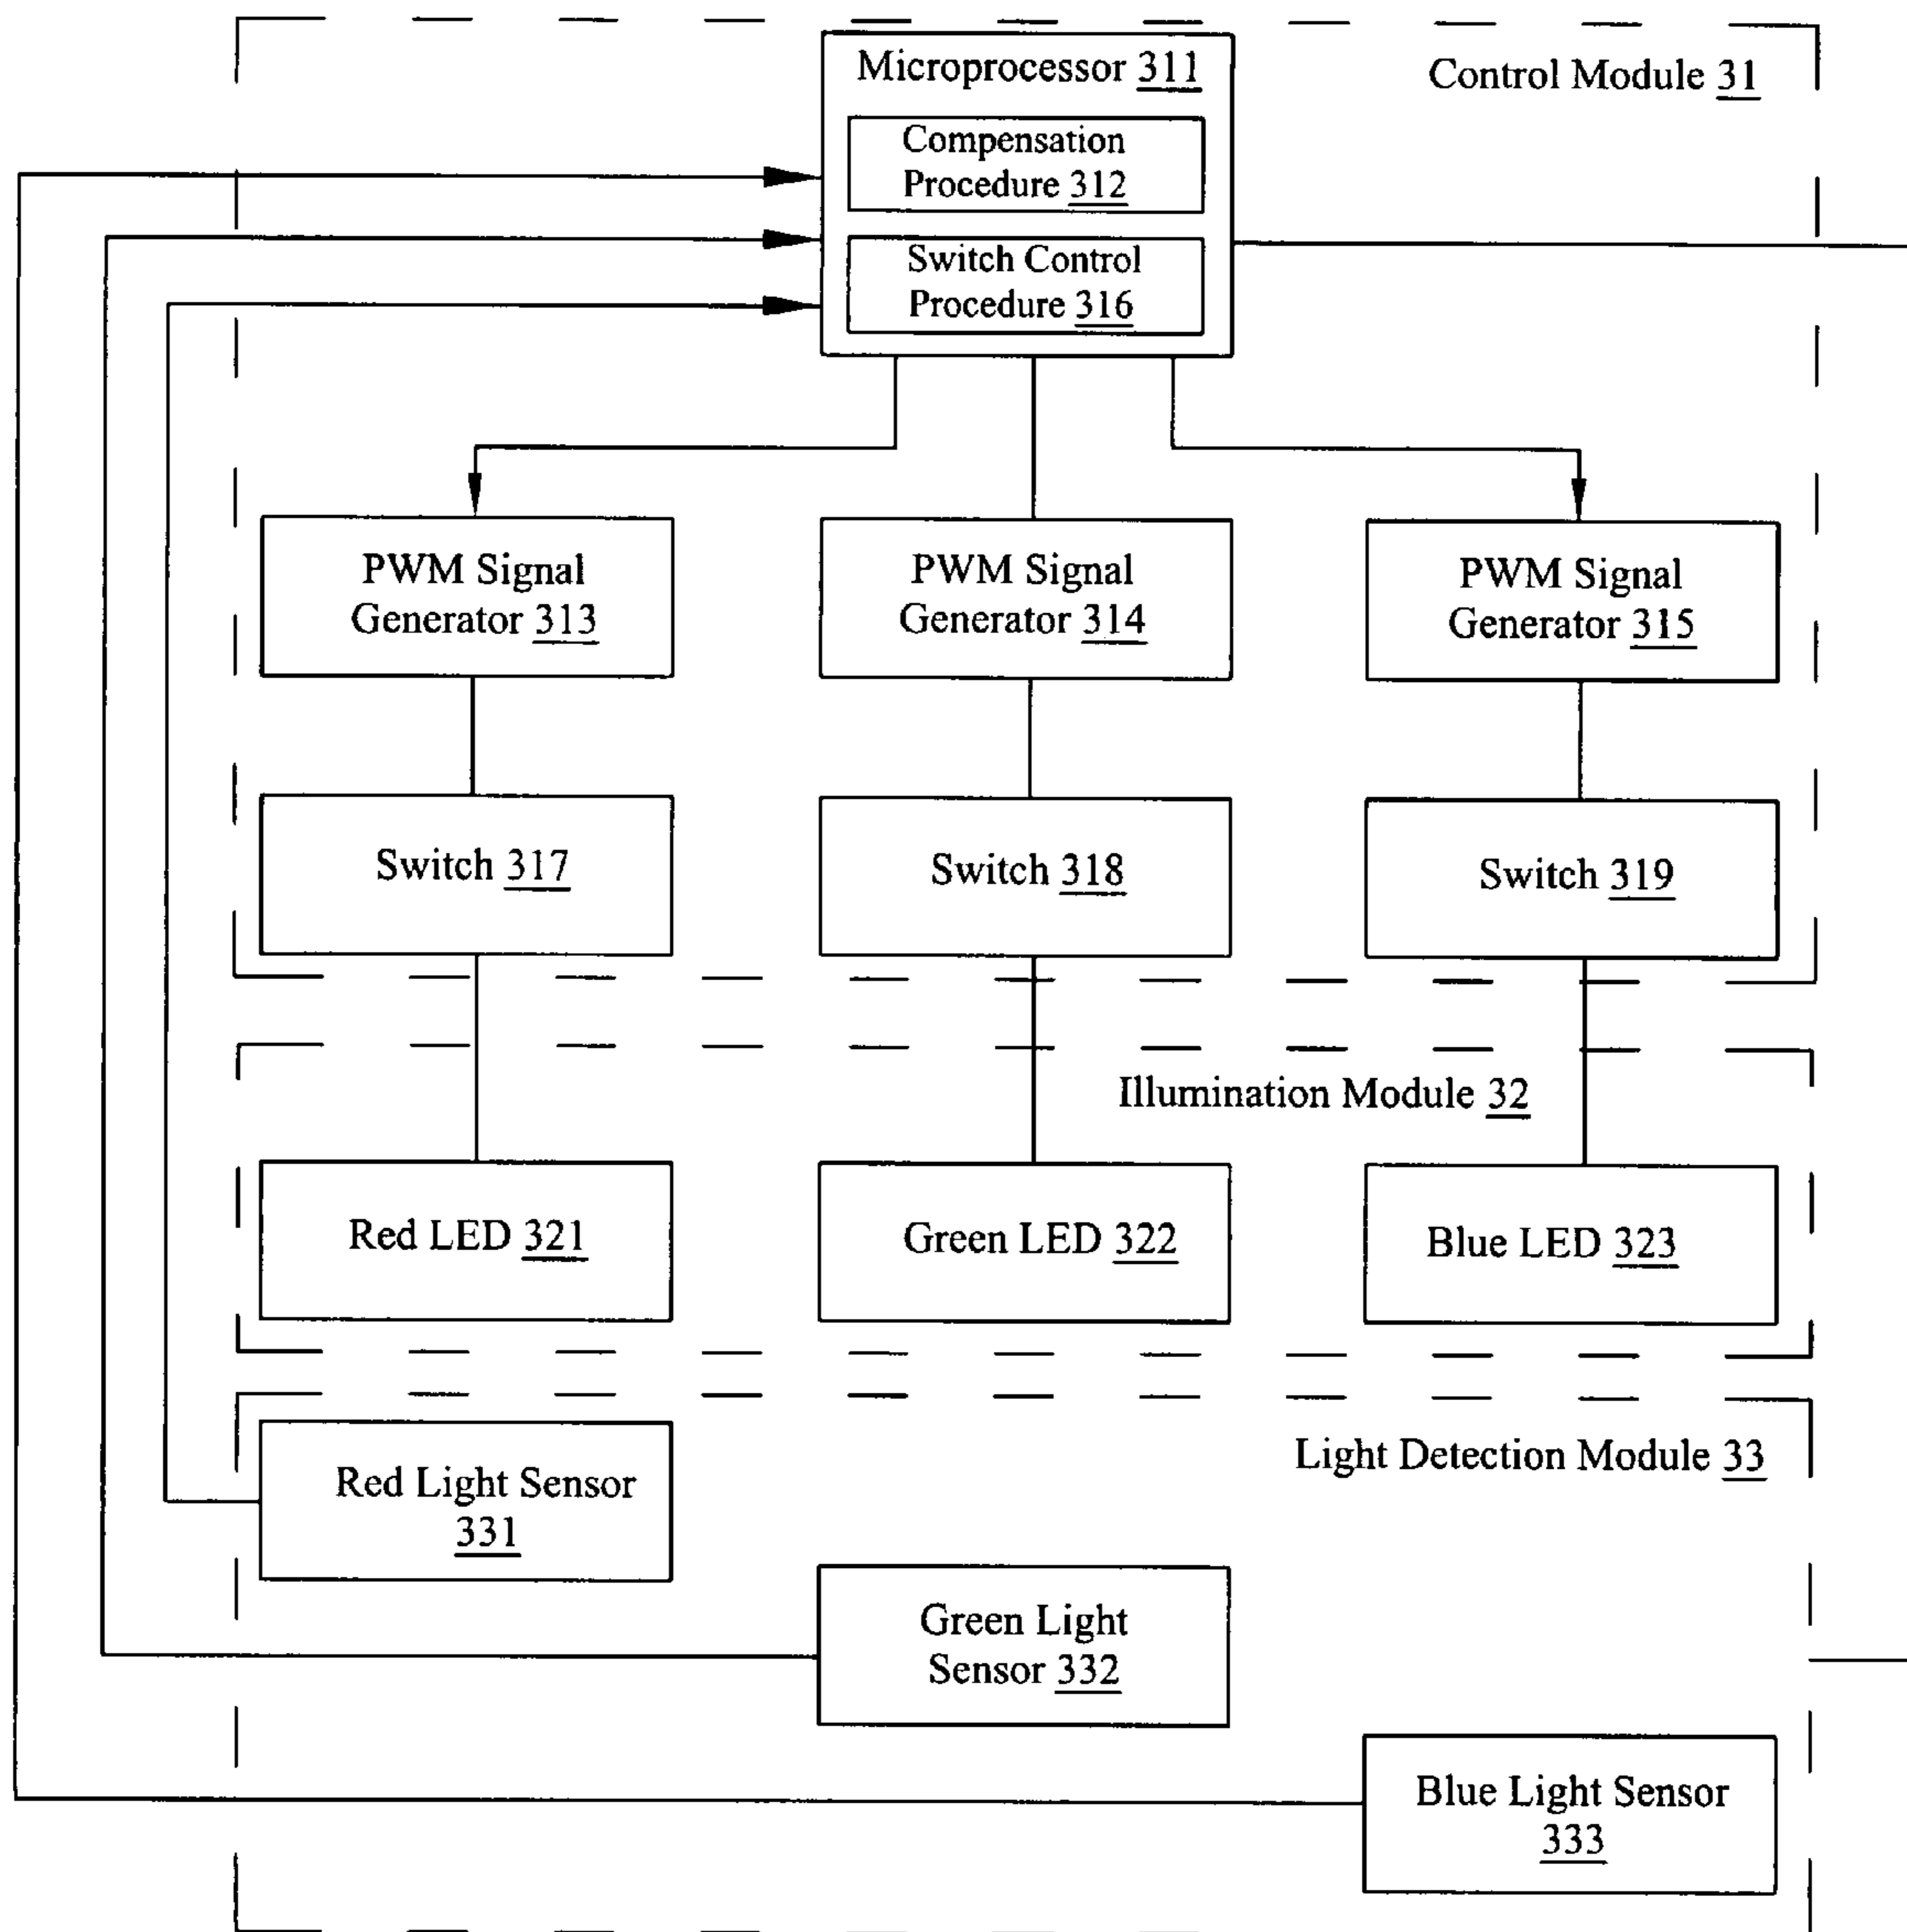 Microprocessor 311
Control Module 31
Compensation
Procedure 312
Switch Control
Procedure 316
PWM Signal
Generator 313
PWM Signal
Generator 314
PWM Signal
Generator 315
Switch 317
Switch 318
Switch 319
Illumination Module 32
Red LED 321
Green LED 322
Blue LED 323
Light Detection Module 33
Red Light Sensor
331
Green Light
Sensor 332
Blue Light Sensor
333